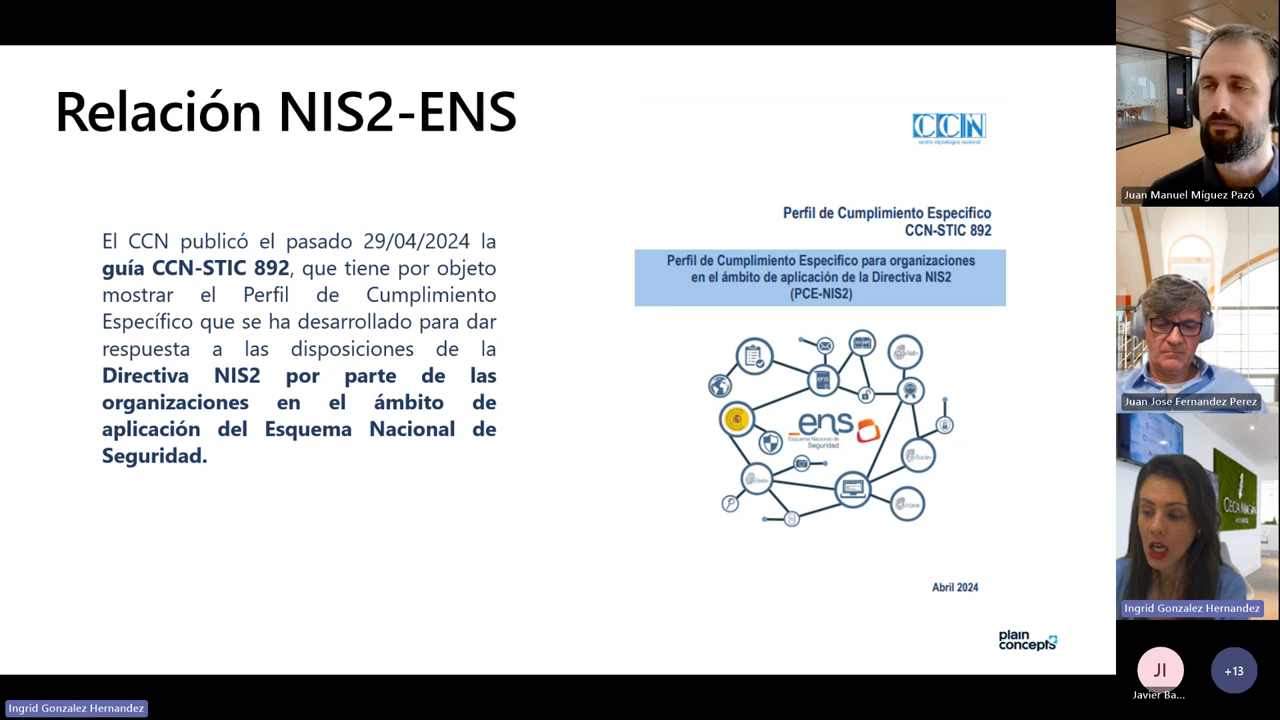 Relación NIS2-ENS
El CCN publicó el pasado 29/04/2024 la
guía CCN-STIC 892, que tiene por objeto
mostrar el Perfil de Cumplimiento
Específico que se ha desarrollado para dar
respuesta a las disposiciones de la
Directiva NIS2 por parte de las
organizaciones en el ámbito de
aplicación del Esquema Nacional de
Seguridad.
CCN
centro criptológico nacional
Perfil de Cumplimiento Especifico
CCN-STIC 892
Perfil de Cumplimiento Especifico para organizaciones
en el ámbito de aplicación de la Directiva NIS2
(PCE-NIS2)
ens
Esquema Nacional de
Seguridad
Abril 2024
plain
concepts
Juan Manuel Míguez Pazó
Juan Jose Fernandez Perez
CECA MAGÁN
Ingrid Gonzalez Hernandez
JI
+13
Javier Ba...
Ingrid Gonzalez Hernandez